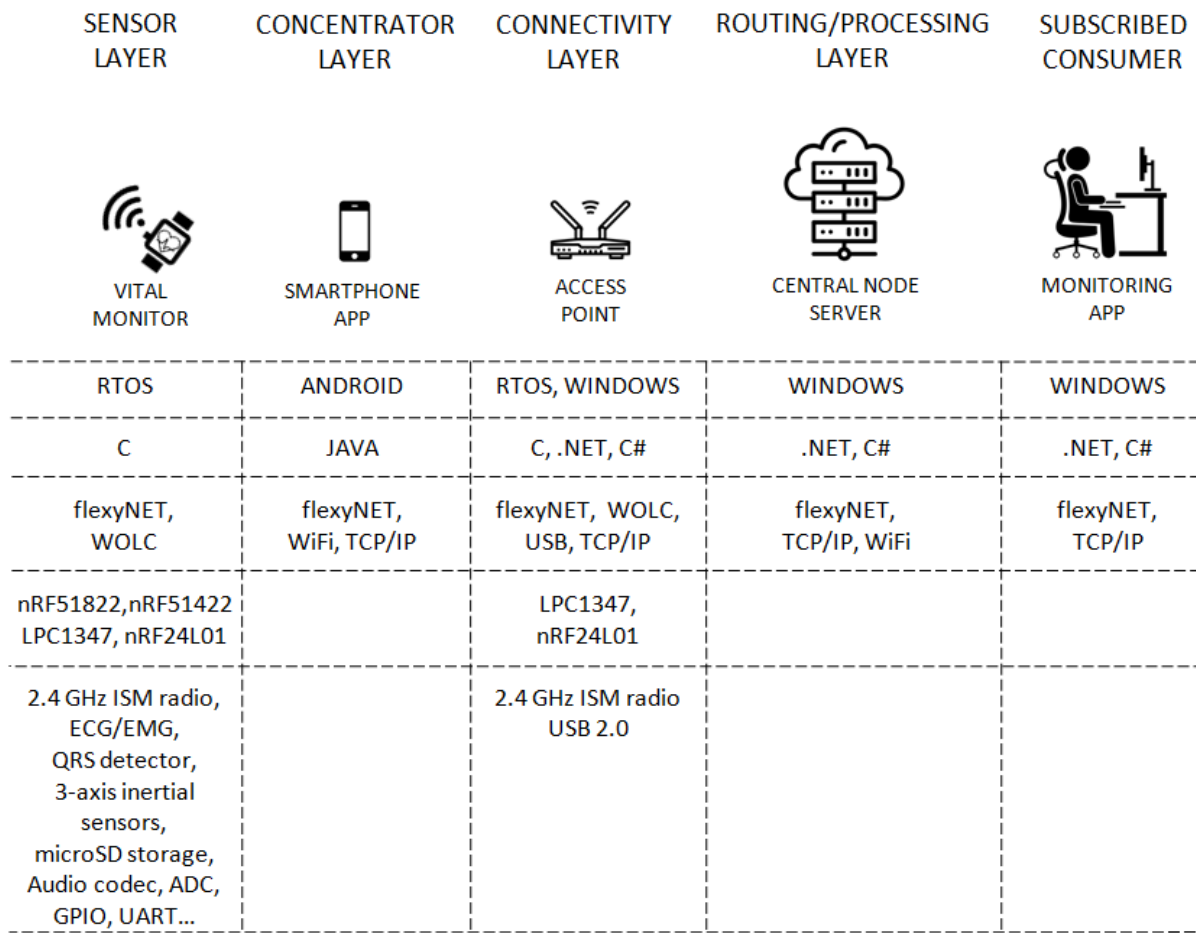 SENSOR
LAYER
CONCENTRATOR
LAYER
CONNECTIVITY
LAYER
ROUTING/PROCESSING
LAYER
SUBSCRIBED
CONSUMER
VITAL
MONITOR
SMARTPHONE
APP
ACCESS
POINT
CENTRAL NODE
SERVER
MONITORING
APP
RTOS
ANDROID
RTOS, WINDOWS
WINDOWS
WINDOWS
C
JAVA
C, .NET, C#
.NET, C#
.NET, C#
flexyNET,
WOLC
flexyNET,
WiFi, TCP/IP
flexyNET, WOLC,
USB, TCP/IP
flexyNET,
TCP/IP, WiFi
flexyNET,
TCP/IP
nRF51822,nRF51422
LPC1347, nRF24L01
LPC1347,
nRF24L01
2.4 GHz ISM radio,
ECG/EMG,
QRS detector,
3-axis inertial
sensors,
microSD storage,
Audio codec, ADC,
GPIO, UART...
2.4 GHz ISM radio
USB 2.0